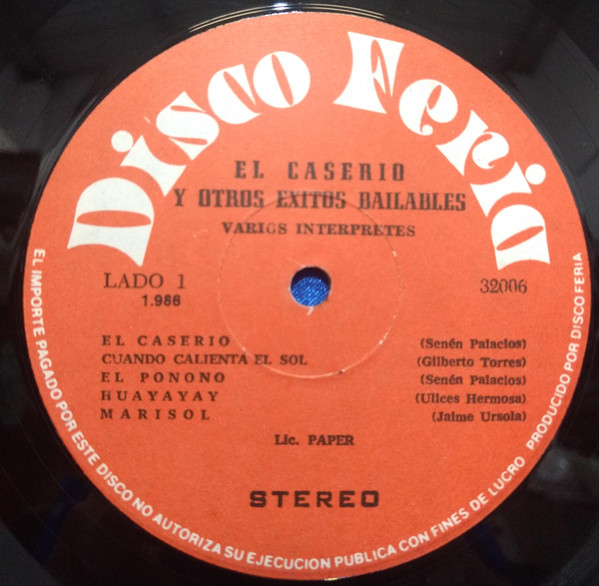 Disco Feria
EL CASERIO
Y OTROS EXITOS BAILABLES
VARIOS INTERPRETES
LADO 1
1.986
32006
EL CASERIO (Senén Palacios)
CUANDO CALIENTA EL SOL (Gilberto Torres)
EL PONONO (Senén Palacios)
HUAYAYAY (Ulices Hermosa)
MARISOL (Jaime Ursola)
Lic. PAPER
STEREO
EL IMPORTE PAGADO POR ESTE DISCO NO AUTORIZA SU EJECUCION PUBLICA CON FINES DE LUCRO PRODUCIDO POR DISCO FERIA